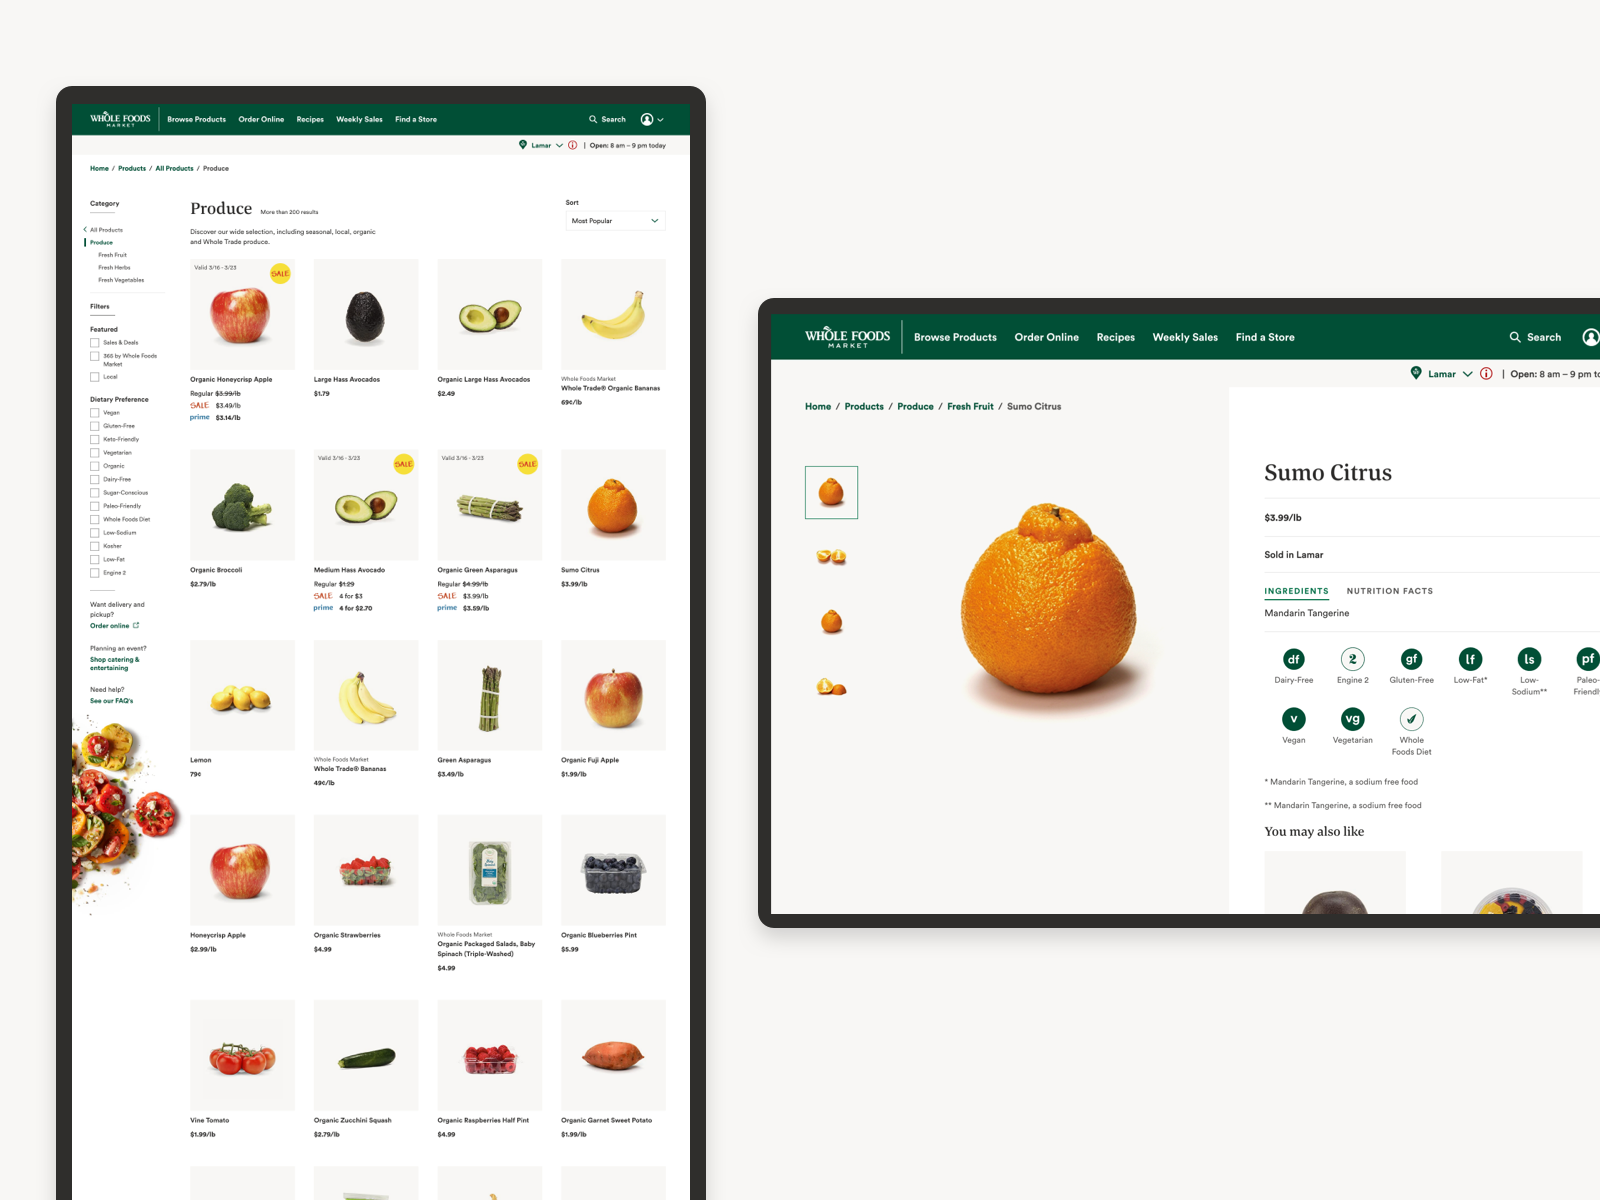 WHOLE FOODS
MARKET
Browse Products
Order Online
Recipes
Weekly Sales
Find a Store
Search
Lamar
| Open: 8 am – 9 pm today
Home / Products / All Products / Produce
Category
All Products
Produce
Fresh Fruit
Fresh Herbs
Fresh Vegetables
Filters
Featured
Sales & Deals
365 by Whole Foods
Market
Local
Dietary Preference
Vegan
Gluten-Free
Keto-Friendly
Vegetarian
Organic
Dairy-Free
Sugar-Conscious
Paleo-Friendly
Whole Foods Diet
Low-Sodium
Kosher
Low-Fat
Engine 2
Want delivery and
pickup?
Order online
Planning an event?
Shop catering &
entertaining
Need help?
See our FAQ's
Produce More than 200 results
Discover our wide selection, including seasonal, local, organic
and Whole Trade produce.
Sort
Most Popular
Valid 3/16 - 3/23
SALE
Organic Honeycrisp Apple
Regular $3.99/lb
SALE $3.49/lb
prime $3.14/lb
Large Hass Avocados
$1.79
Organic Large Hass Avocados
$2.49
Whole Foods Market
Whole Trade® Organic Bananas
69¢/lb
Organic Broccoli
$2.79/lb
Valid 3/16 - 3/23
SALE
Medium Hass Avocado
Regular $1.29
SALE 4 for $3
prime 4 for $2.70
Valid 3/16 - 3/23
SALE
Organic Green Asparagus
Regular $4.99/lb
SALE $3.99/lb
prime $3.59/lb
Sumo Citrus
$3.99/lb
Lemon
79¢
Whole Foods Market
Whole Trade® Bananas
49¢/lb
Green Asparagus
$3.49/lb
Organic Fuji Apple
$1.99/lb
Honeycrisp Apple
$2.99/lb
Organic Strawberries
$4.99
Whole Foods Market
Organic Packaged Salads, Baby
Spinach (Triple-Washed)
$4.99
Organic Blueberries Pint
$5.99
Vine Tomato
$1.99/lb
Organic Zucchini Squash
$2.79/lb
Organic Raspberries Half Pint
$4.99
Organic Garnet Sweet Potato
$1.99/lb
WHOLE FOODS
MARKET
Browse Products
Order Online
Recipes
Weekly Sales
Find a Store
Search
Lamar
| Open: 8 am – 9 pm to
Home / Products / Produce / Fresh Fruit / Sumo Citrus
Sumo Citrus
$3.99/lb
Sold in Lamar
INGREDIENTS
NUTRITION FACTS
Mandarin Tangerine
df
Dairy-Free
2
Engine 2
gf
Gluten-Free
lf
Low-Fat*
ls
Low-
Sodium**
pf
Paleo-
Friendl
v
Vegan
vg
Vegetarian
Whole
Foods Diet
* Mandarin Tangerine, a sodium free food
** Mandarin Tangerine, a sodium free food
You may also like